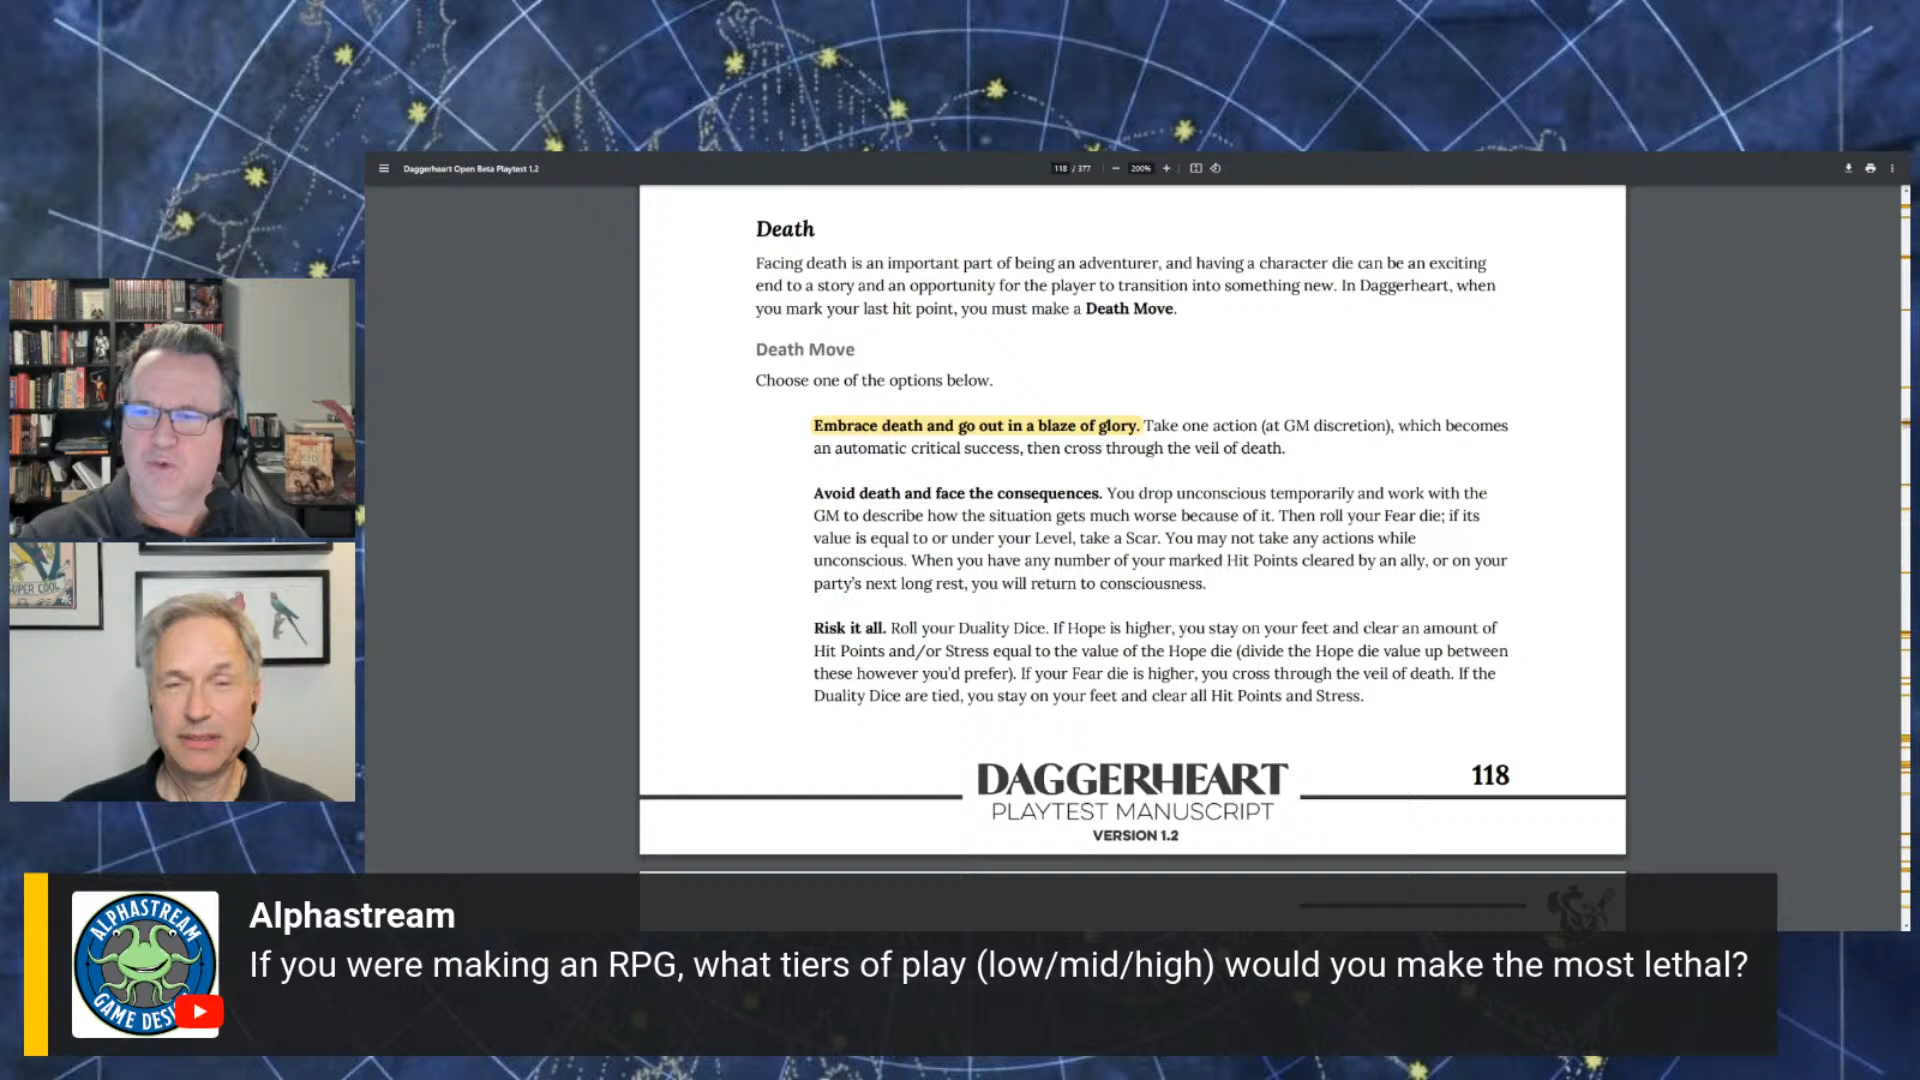 Daggerheart Open Beta Playtest 1.2
118 / 377
200%
Death
Facing death is an important part of being an adventurer, and having a character die can be an exciting
end to a story and an opportunity for the player to transition into something new. In Daggerheart, when
you mark your last hit point, you must make a Death Move.
Death Move
Choose one of the options below.
Embrace death and go out in a blaze of glory. Take one action (at GM discretion), which becomes
an automatic critical success, then cross through the veil of death.
Avoid death and face the consequences. You drop unconscious temporarily and work with the
GM to describe how the situation gets much worse because of it. Then roll your Fear die; if its
value is equal to or under your Level, take a Scar. You may not take any actions while
unconscious. When you have any number of your marked Hit Points cleared by an ally, or on your
party's next long rest, you will return to consciousness.
Risk it all. Roll your Duality Dice. If Hope is higher, you stay on your feet and clear an amount of
Hit Points and/or Stress equal to the value of the Hope die (divide the Hope die value up between
these however you'd prefer). If your Fear die is higher, you cross through the veil of death. If the
Duality Dice are tied, you stay on your feet and clear all Hit Points and Stress.
DAGGERHEART
PLAYTEST MANUSCRIPT
VERSION 1.2
118
SUPER COOL
ALPHASTREAM
GAME DES
Alphastream
If you were making an RPG, what tiers of play (low/mid/high) would you make the most lethal?